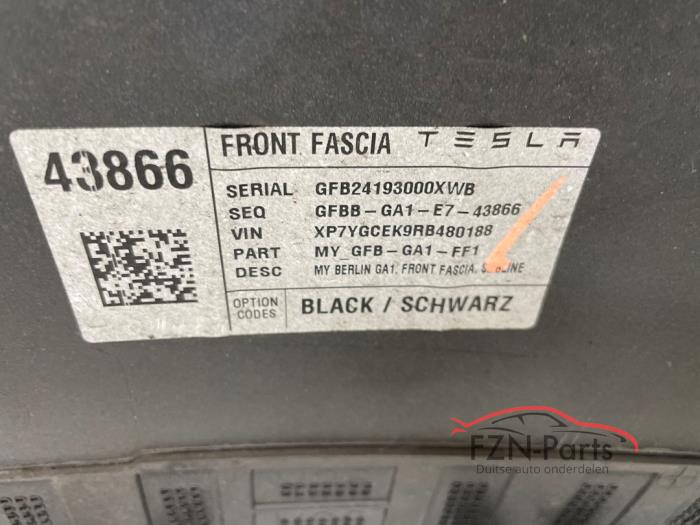 43866
FRONT FASCIA TESLA
SERIAL GFB24193000XWB
SEQ GFBB-GA1-E7-43866
VIN XP7YGCEK9RB480188
PART MY_GFB-GA1-FF1
DESC MY BERLIN GA1, FRONT FASCIA,
OPTION CODES BLACK / SCHWARZ
FZN-Parts
Duitse auto onderdelen